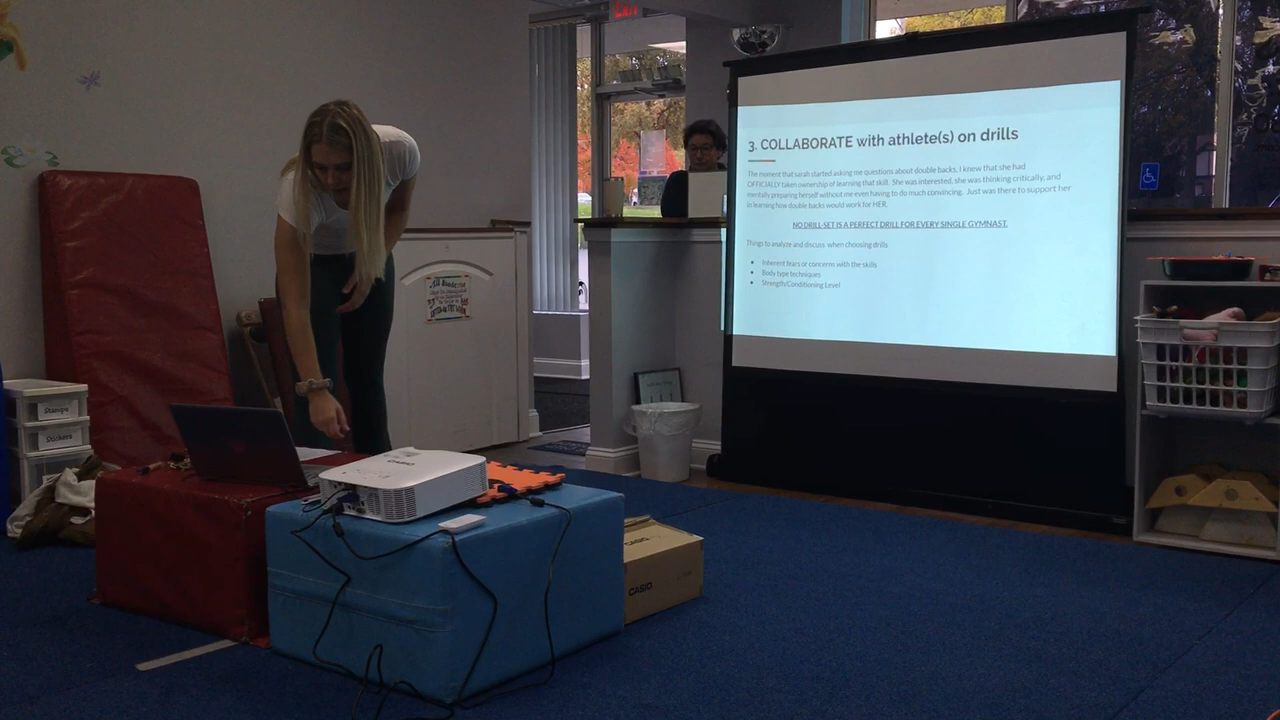 EXIT
3. COLLABORATE with athlete(s) on drills
The moment that sarah started asking me questions about double backs, I knew that she had
OFFICIALLY taken ownership of learning that skill. She was interested, she was thinking critically, and
mentally preparing herself without me even having to do much convincing. Just was there to support her
in learning how double backs would work for HER.
NO DRILL-SET IS A PERFECT DRILL FOR EVERY SINGLE GYMNAST.
Things to analyze and discuss when choosing drills
Inherent fears or concerns with the skills
Body type techniques
Strength/Conditioning Level
Stamps
Stickers
CASIO
CASIO
CASIO